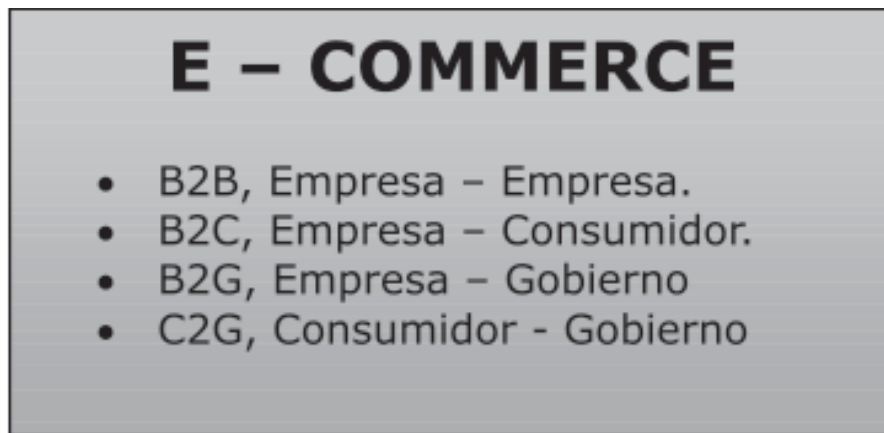 E – COMMERCE
• B2B, Empresa – Empresa.
• B2C, Empresa – Consumidor.
• B2G, Empresa – Gobierno
• C2G, Consumidor - Gobierno